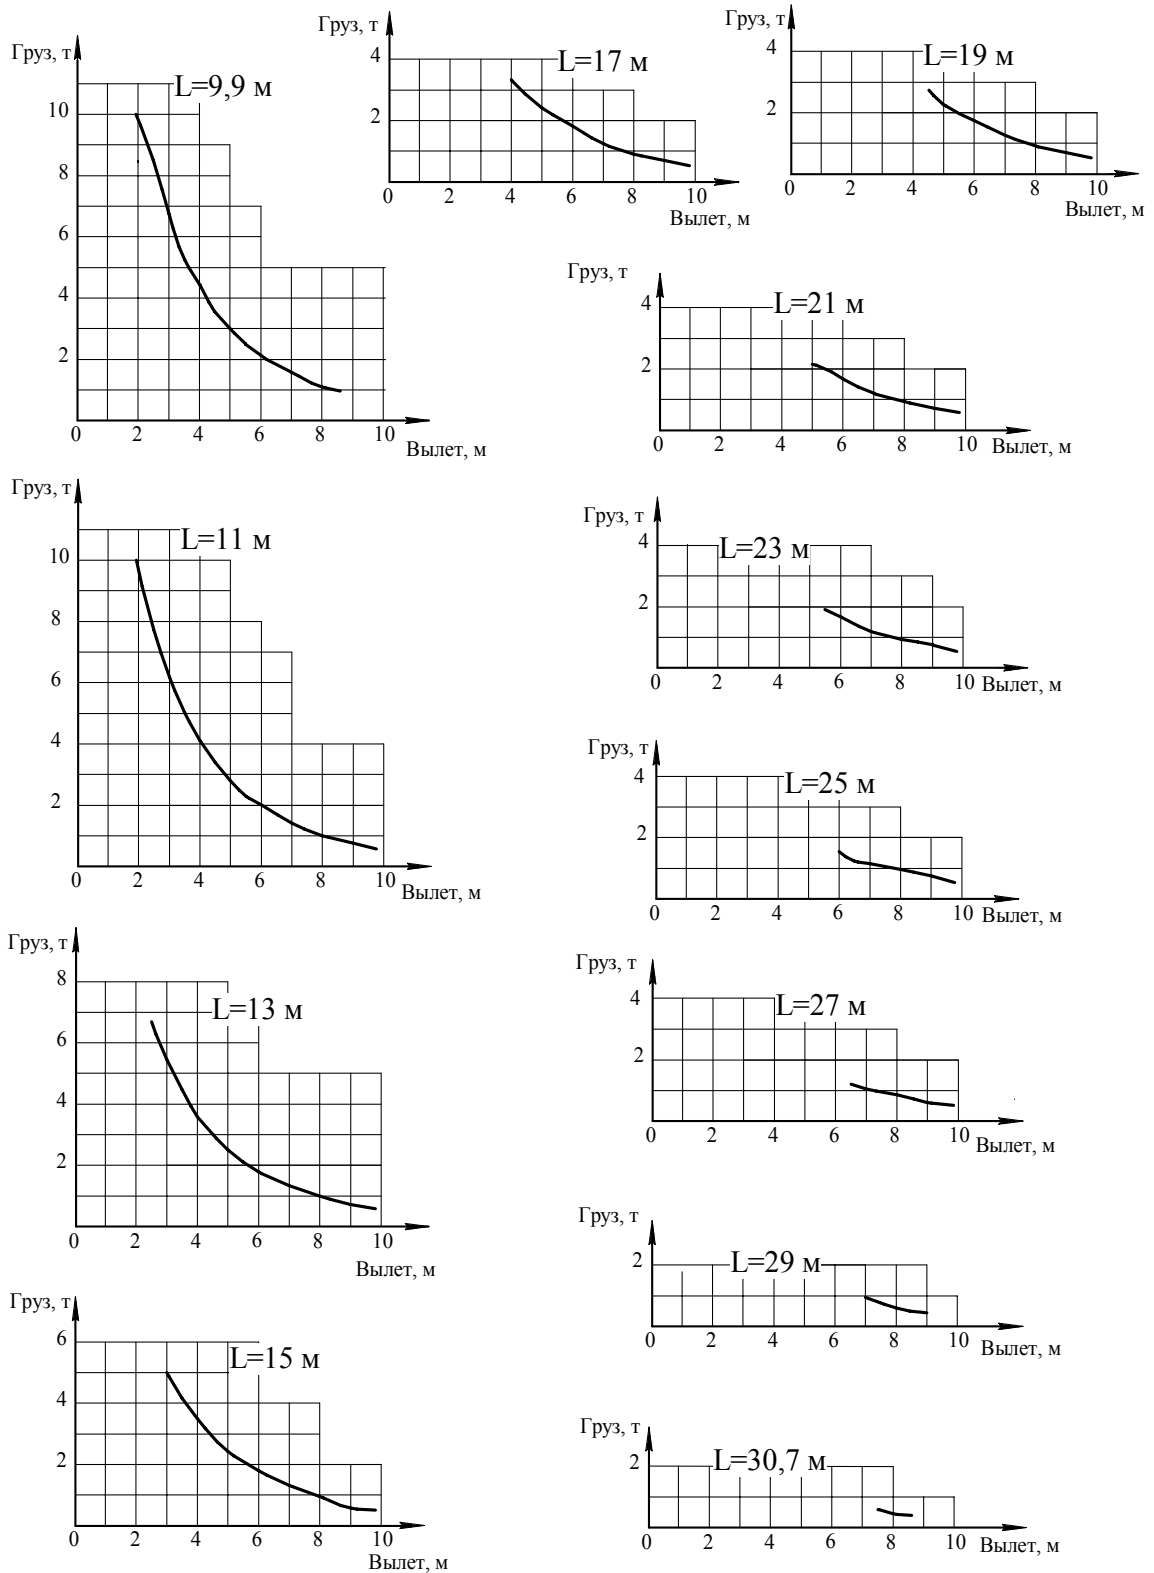 Груз, т
L=9,9 м
10
8
6
4
2
0 2 4 6 8 10
Вылет, м
Груз, т
L=17 м
4
2
0 2 4 6 8 10
Вылет, м
Груз, т
L=19 м
4
2
0 2 4 6 8 10
Вылет, м
Груз, т
L=21 м
4
2
0 2 4 6 8 10
Вылет, м
Груз, т
L=11 м
10
8
6
4
2
0 2 4 6 8 10
Вылет, м
Груз, т
L=23 м
4
2
0 2 4 6 8 10
Вылет, м
Груз, т
L=25 м
4
2
0 2 4 6 8 10
Вылет, м
Груз, т
L=13 м
8
6
4
2
0 2 4 6 8 10
Вылет, м
Груз, т
L=27 м
4
2
0 2 4 6 8 10
Вылет, м
Груз, т
L=29 м
2
0 2 4 6 8 10
Вылет, м
Груз, т
L=15 м
6
4
2
0 2 4 6 8 10
Вылет, м
Груз, т
L=30,7 м
2
0 2 4 6 8 10
Вылет, м